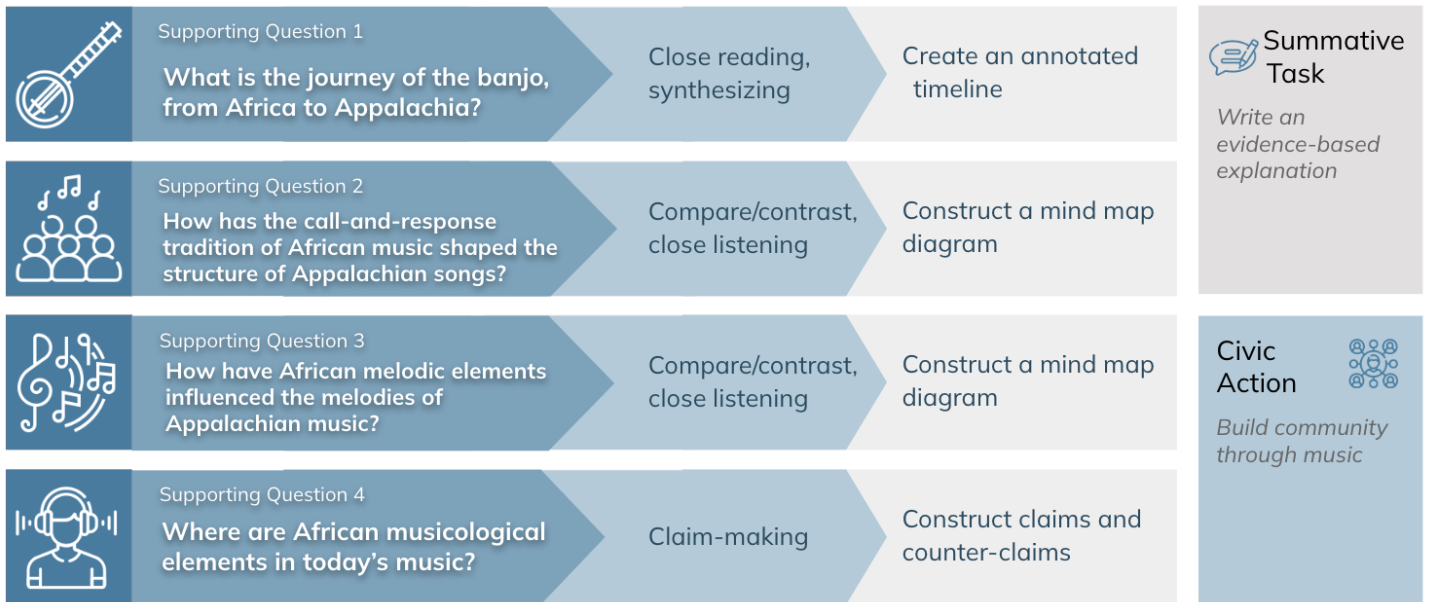 Supporting Question 1
What is the journey of the banjo,
from Africa to Appalachia?
Close reading,
synthesizing
Create an annotated
timeline
Supporting Question 2
How has the call-and-response
tradition of African music shaped the
structure of Appalachian songs?
Compare/contrast,
close listening
Construct a mind map
diagram
Supporting Question 3
How have African melodic elements
influenced the melodies of
Appalachian music?
Compare/contrast,
close listening
Construct a mind map
diagram
Supporting Question 4
Where are African musicological
elements in today’s music?
Claim-making
Construct claims and
counter-claims
Summative
Task
Write an
evidence-based
explanation
Civic
Action
Build community
through music